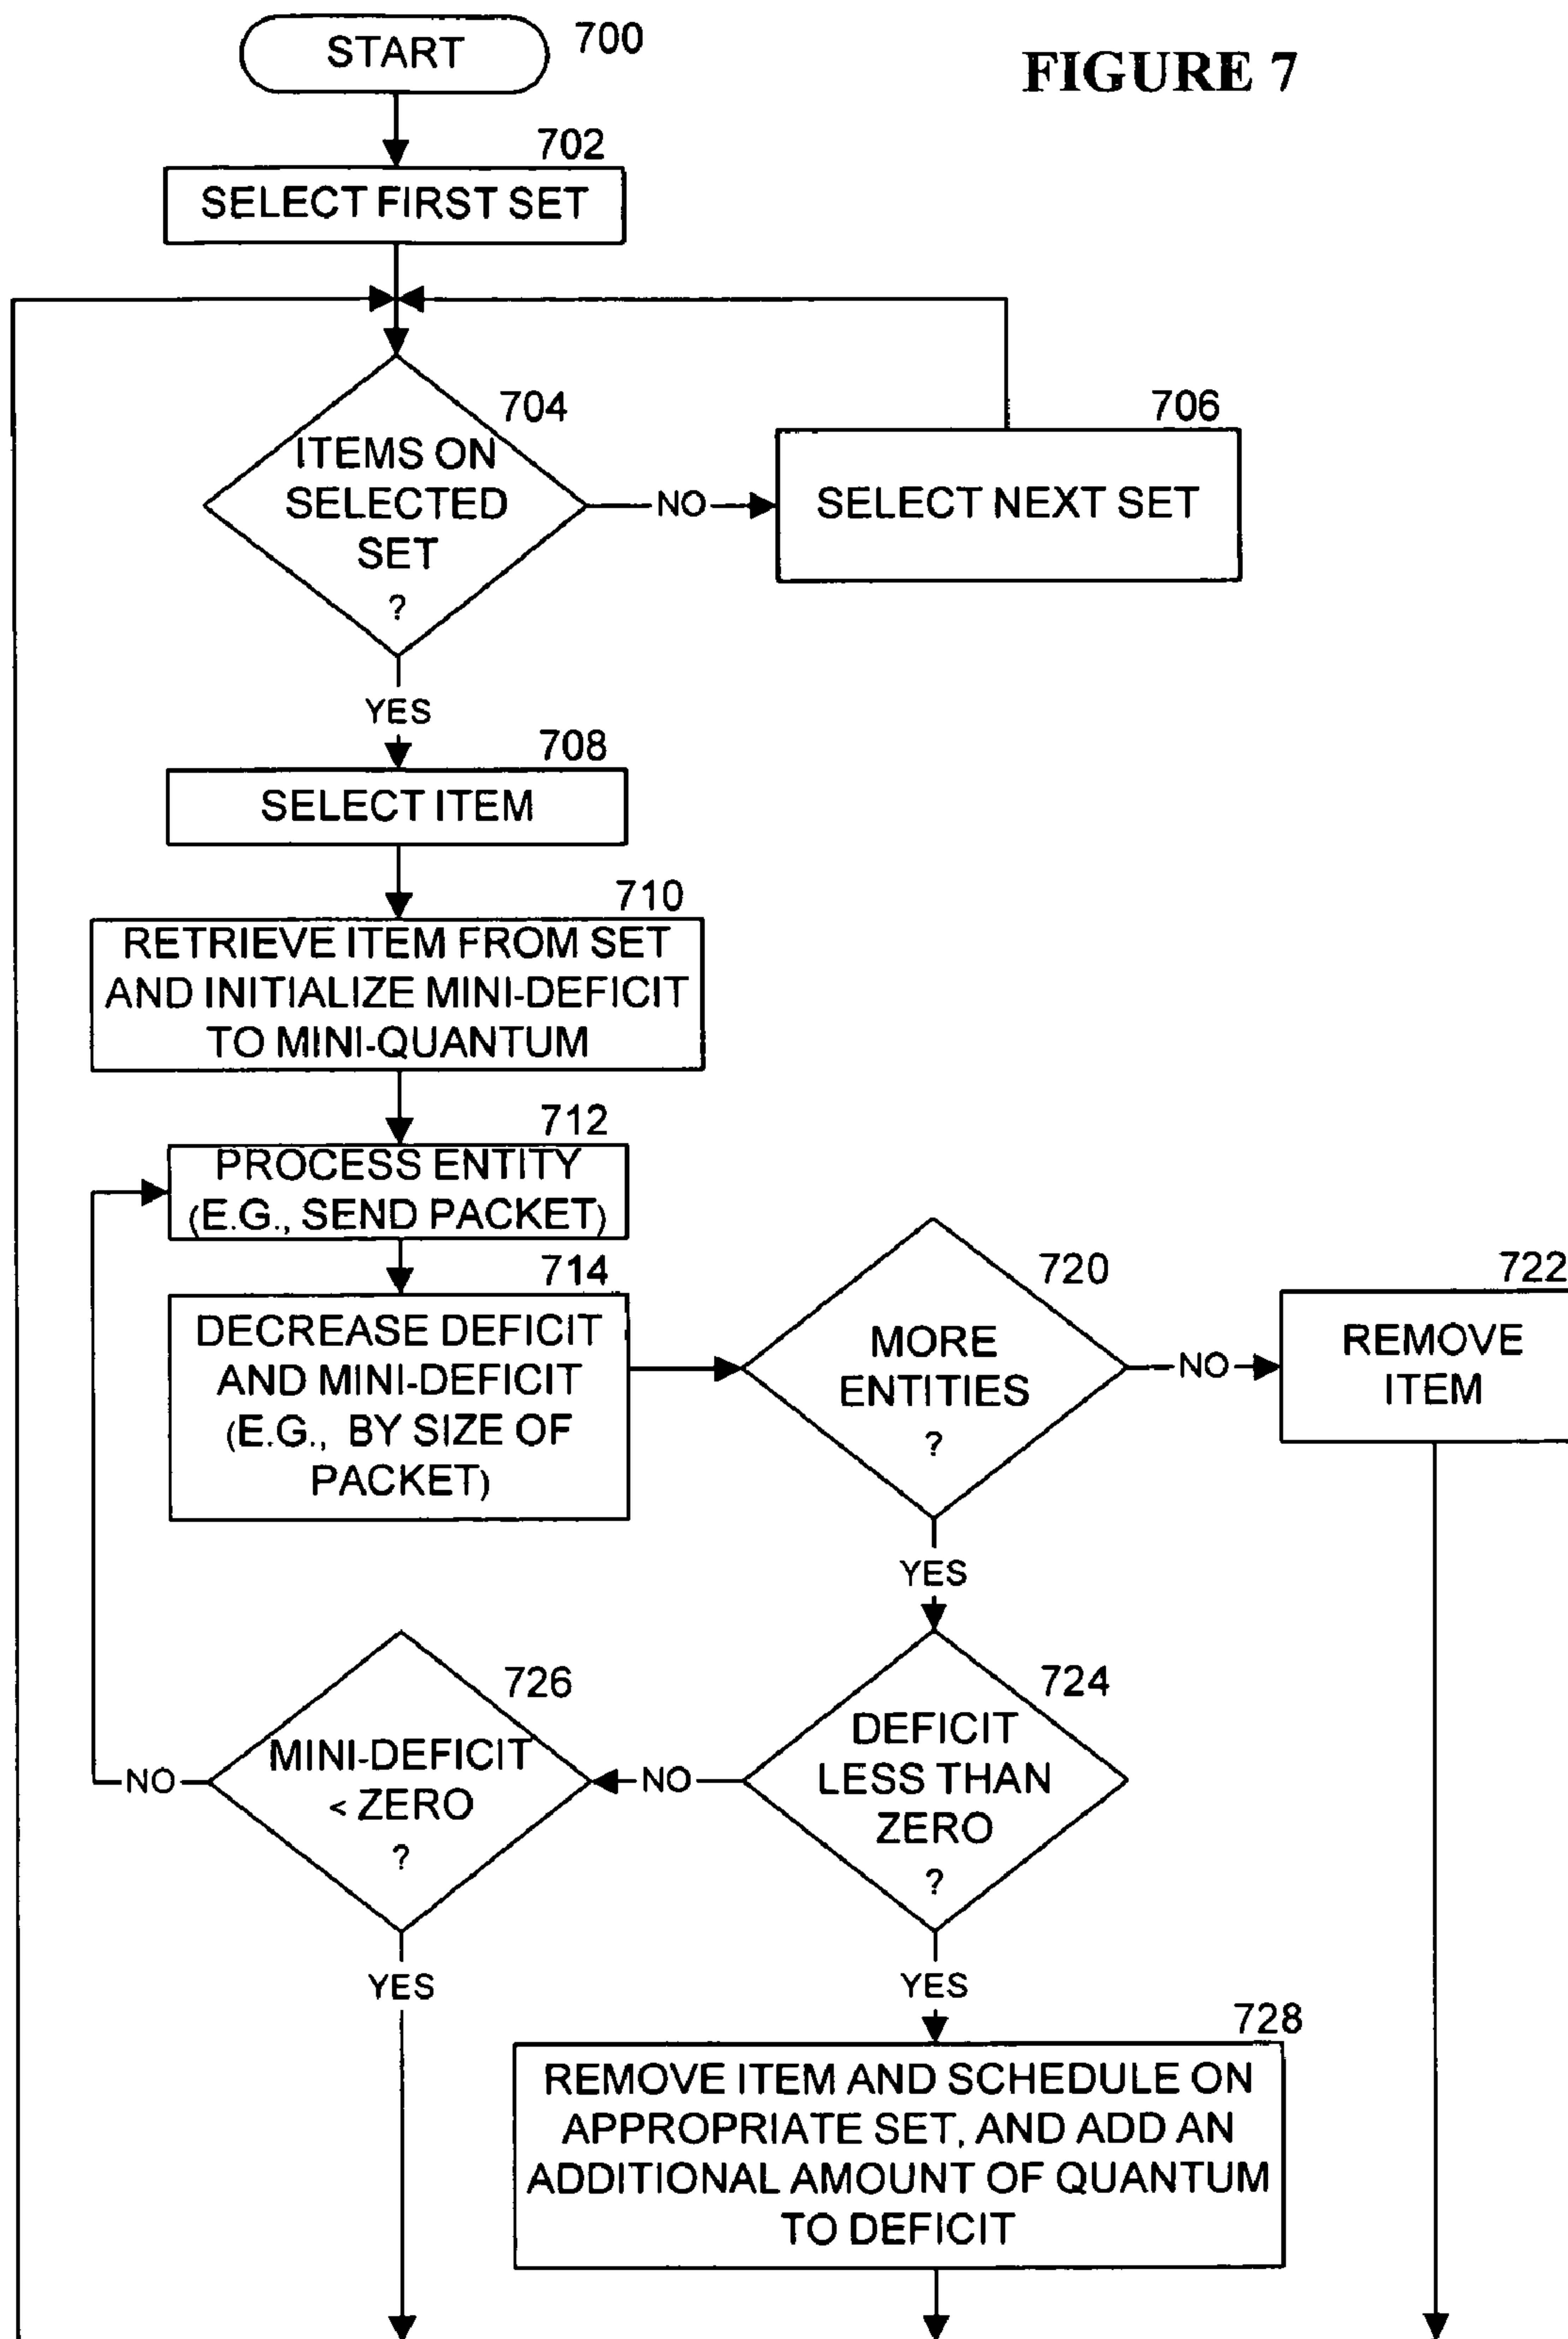 START
700
FIGURE 7
702
SELECT FIRST SET
704
ITEMS ON
SELECTED
SET
?
NO
706
SELECT NEXT SET
YES
708
SELECT ITEM
710
RETRIEVE ITEM FROM SET
AND INITIALIZE MINI-DEFICIT
TO MINI-QUANTUM
712
PROCESS ENTITY
(E.G., SEND PACKET)
714
DECREASE DEFICIT
AND MINI-DEFICIT
(E.G., BY SIZE OF
PACKET)
720
MORE
ENTITIES
?
NO
722
REMOVE
ITEM
YES
724
DEFICIT
LESS THAN
ZERO
?
NO
726
MINI-DEFICIT
< ZERO
?
NO
YES
YES
728
REMOVE ITEM AND SCHEDULE ON
APPROPRIATE SET, AND ADD AN
ADDITIONAL AMOUNT OF QUANTUM
TO DEFICIT